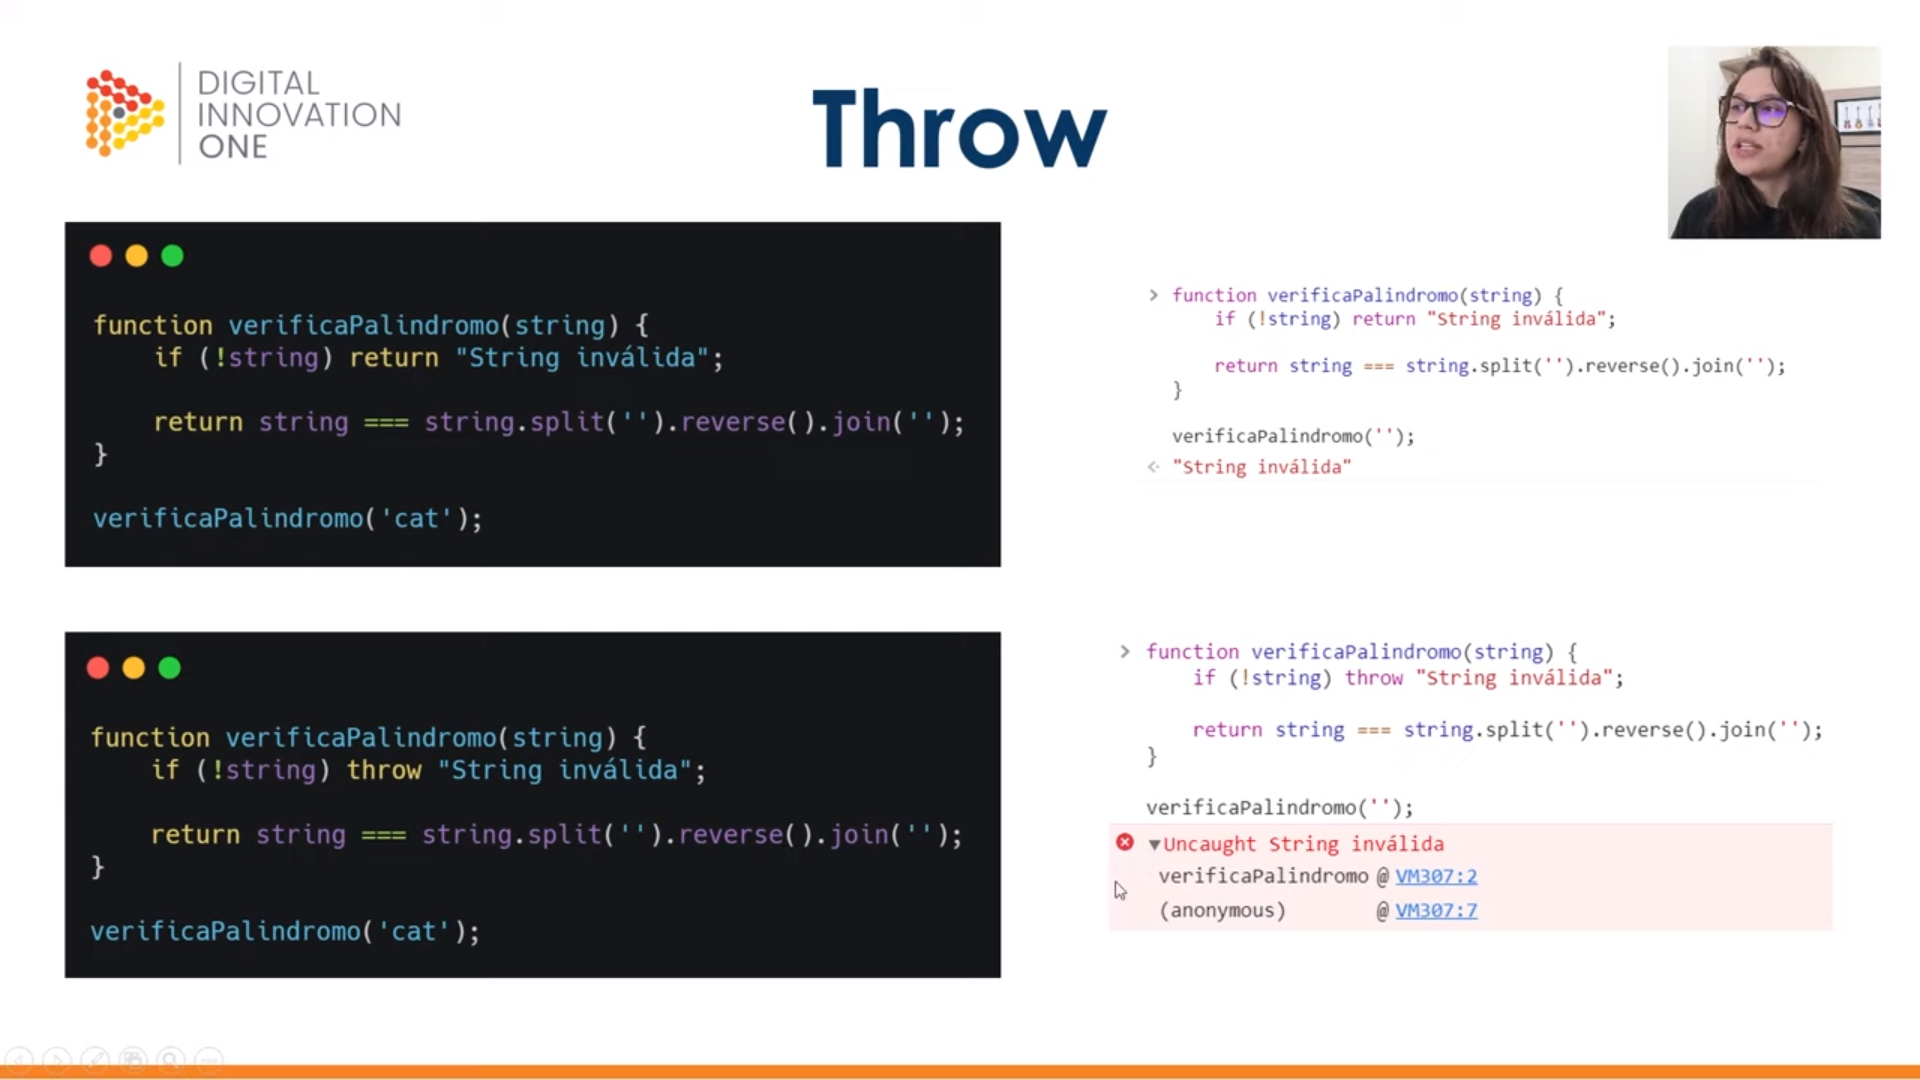 DIGITAL
INNOVATION
ONE
Throw
function verificaPalindromo(string) {
    if (!string) return "String inválida";
    return string === string.split('').reverse().join('');
}
verificaPalindromo('cat');
> function verificaPalindromo(string) {
    if (!string) return "String inválida";
    return string === string.split('').reverse().join('');
}
verificaPalindromo('');
"String inválida"
function verificaPalindromo(string) {
    if (!string) throw "String inválida";
    return string === string.split('').reverse().join('');
}
verificaPalindromo('cat');
> function verificaPalindromo(string) {
    if (!string) throw "String inválida";
    return string === string.split('').reverse().join('');
}
verificaPalindromo('');
▼Uncaught String inválida
verificaPalindromo @ VM307:2
(anonymous) @ VM307:7